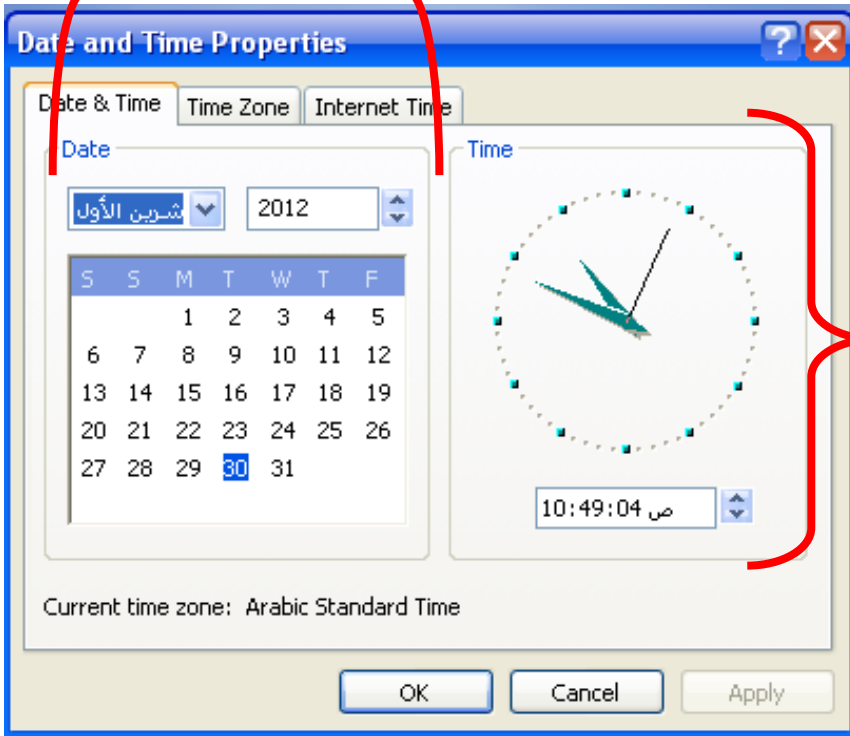 Date and Time Properties
Date & Time Time Zone Internet Time
Date
Time
شرين الأول 2012
S S M T W T F
1 2 3 4 5
6 7 8 9 10 11 12
13 14 15 16 17 18 19
20 21 22 23 24 25 26
27 28 29 30 31
10:49:04 ص
Current time zone: Arabic Standard Time
OK Cancel Apply